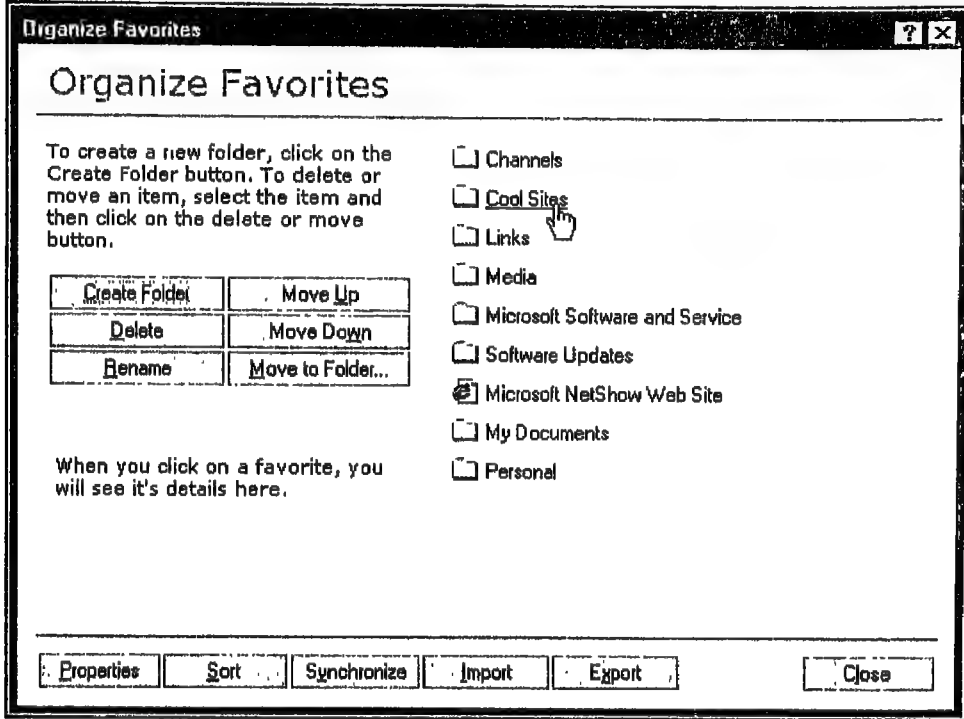 Organize Favorites
? X
Organize Favorites
To create a new folder, click on the
Create Folder button. To delete or
move an item, select the item and
then click on the delete or move
button.
Create Folder
Move Up
Delete
Move Down
Rename
Move to Folder...
When you click on a favorite, you
will see it's details here.
Channels
Cool Sites
Links
Media
Microsoft Software and Service
Software Updates
Microsoft NetShow Web Site
My Documents
Personal
Properties
Sort
Synchronize
Import
Export
Close